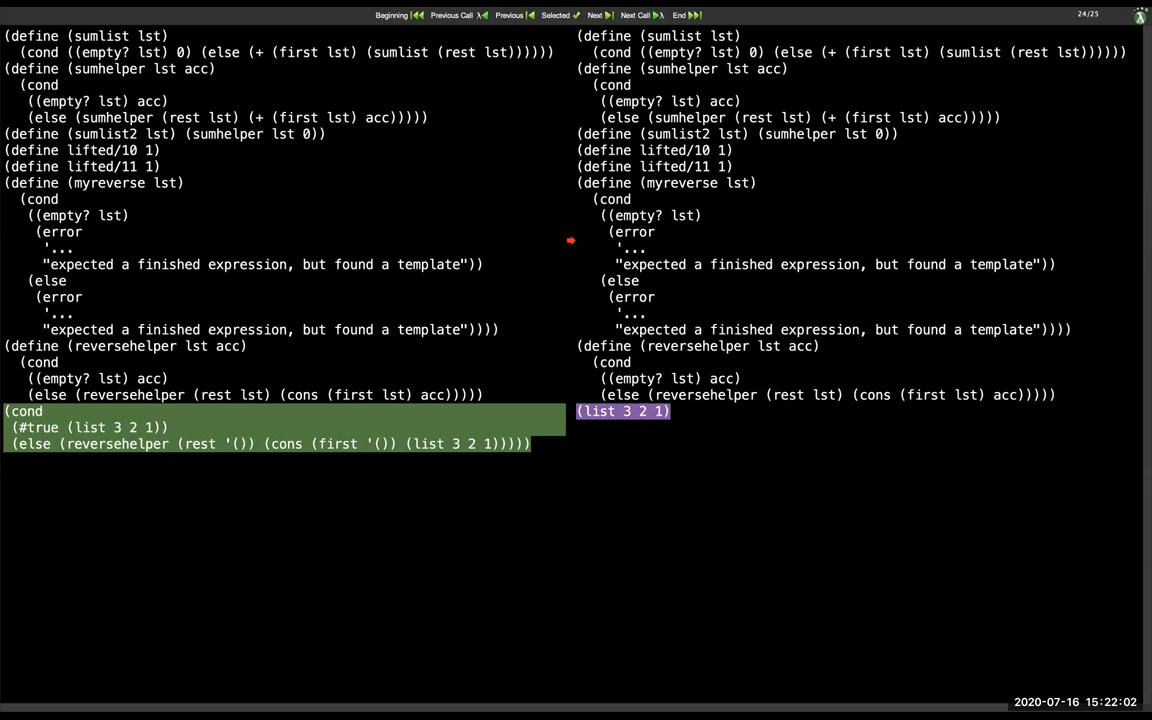 Beginning Previous Call Previous Selected Next Next Call End 24/25
(define (sumlist lst)
  (cond ((empty? lst) 0) (else (+ (first lst) (sumlist (rest lst))))))
(define (sumhelper lst acc)
  (cond
   ((empty? lst) acc)
   (else (sumhelper (rest lst) (+ (first lst) acc)))))
(define (sumlist2 lst) (sumhelper lst 0))
(define lifted/10 1)
(define lifted/11 1)
(define (myreverse lst)
  (cond
   ((empty? lst)
    (error
     '...
     "expected a finished expression, but found a template"))
   (else
    (error
     '...
     "expected a finished expression, but found a template"))))
(define (reversehelper lst acc)
  (cond
   ((empty? lst) acc)
   (else (reversehelper (rest lst) (cons (first lst) acc)))))
(cond
 (#true (list 3 2 1))
 (else (reversehelper (rest '()) (cons (first '()) (list 3 2 1)))))
(define (sumlist lst)
  (cond ((empty? lst) 0) (else (+ (first lst) (sumlist (rest lst))))))
(define (sumhelper lst acc)
  (cond
   ((empty? lst) acc)
   (else (sumhelper (rest lst) (+ (first lst) acc)))))
(define (sumlist2 lst) (sumhelper lst 0))
(define lifted/10 1)
(define lifted/11 1)
(define (myreverse lst)
  (cond
   ((empty? lst)
    (error
     '...
     "expected a finished expression, but found a template"))
   (else
    (error
     '...
     "expected a finished expression, but found a template"))))
(define (reversehelper lst acc)
  (cond
   ((empty? lst) acc)
   (else (reversehelper (rest lst) (cons (first lst) acc)))))
(list 3 2 1)
2020-07-16 15:22:02